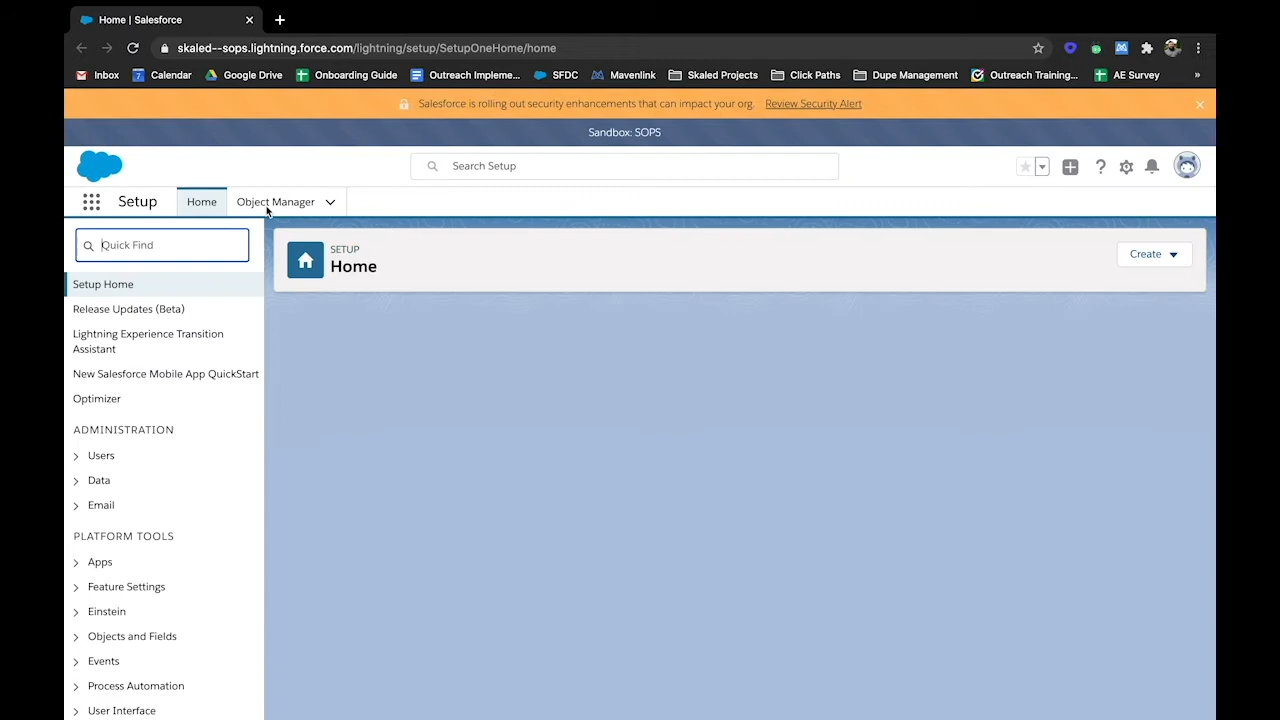 Home | Salesforce
skaled--sops.lightning.force.com/lightning/setup/SetupOneHome/home
Inbox Calendar Google Drive Onboarding Guide Outreach Impleme... SFDC Mavenlink Skaled Projects Click Paths Dupe Management Outreach Training... AE Survey »
Salesforce is rolling out security enhancements that can impact your org. Review Security Alert
Sandbox: SOPS
Search Setup
Setup Home Object Manager
Quick Find
SETUP
Home
Create
Setup Home
Release Updates (Beta)
Lightning Experience Transition
Assistant
New Salesforce Mobile App QuickStart
Optimizer
ADMINISTRATION
Users
Data
Email
PLATFORM TOOLS
Apps
Feature Settings
Einstein
Objects and Fields
Events
Process Automation
User Interface